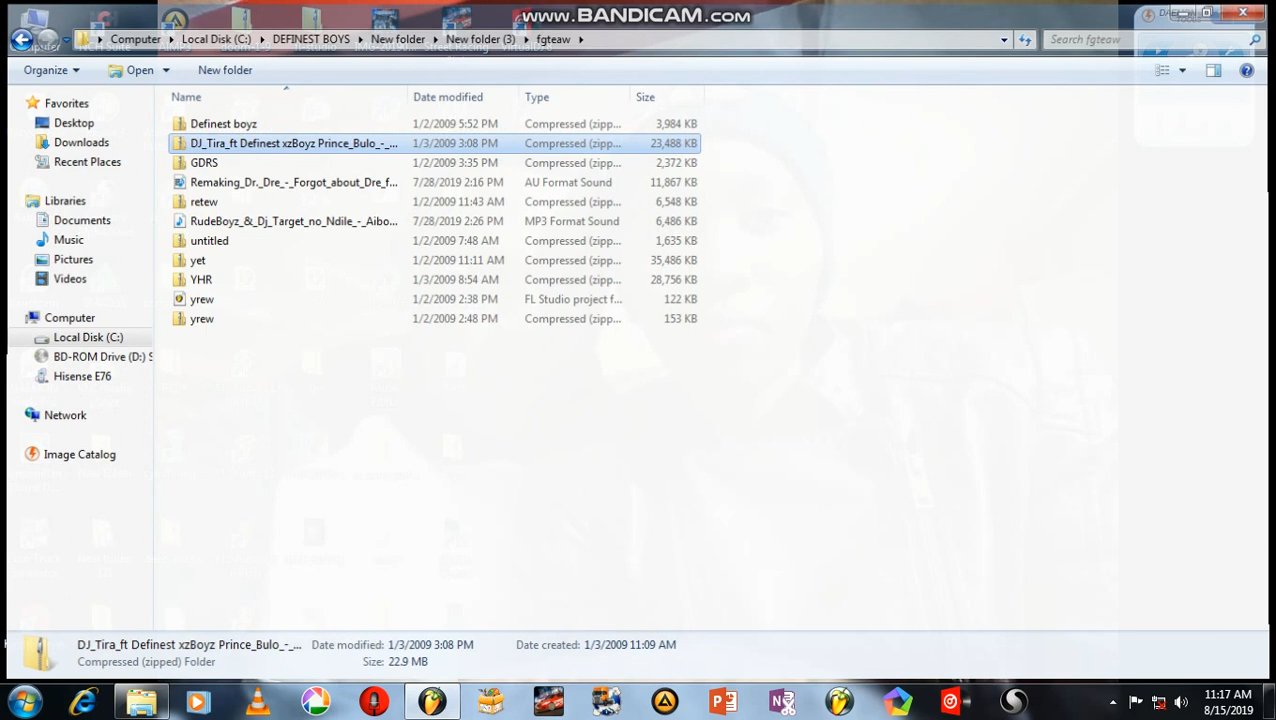 www.BANDICAM.com
Computer ▸ Local Disk (C:) ▸ DEFINEST BOYS ▸ New folder ▸ New folder (3) ▸ fgteaw ▸
Search fgteaw
Organize
Open
New folder
Name
Date modified
Type
Size
Favorites
Desktop
Downloads
Recent Places
Libraries
Documents
Music
Pictures
Videos
Computer
Local Disk (C:)
BD-ROM Drive (D:) S
Hisense E76
Network
Image Catalog
Definest boyz 1/2/2009 5:52 PM Compressed (zipp... 3,984 KB
DJ_Tira_ft Definest xzBoyz Prince_Bulo_-_... 1/3/2009 3:08 PM Compressed (zipp... 23,488 KB
GDRS 1/2/2009 3:35 PM Compressed (zipp... 2,372 KB
Remaking_Dr._Dre_-_Forgot_about_Dre_f... 7/28/2019 2:16 PM AU Format Sound 11,867 KB
retew 1/2/2009 11:43 AM Compressed (zipp... 6,548 KB
RudeBoyz_&_Dj_Target_no_Ndile_-_Aibo... 7/28/2019 2:26 PM MP3 Format Sound 6,486 KB
untitled 1/2/2009 7:48 AM Compressed (zipp... 1,635 KB
yet 1/2/2009 11:11 AM Compressed (zipp... 35,486 KB
YHR 1/3/2009 8:54 AM Compressed (zipp... 28,756 KB
yrew 1/2/2009 2:38 PM FL Studio project f... 122 KB
yrew 1/2/2009 2:48 PM Compressed (zipp... 153 KB
DJ_Tira_ft Definest xzBoyz Prince_Bulo_-_... Date modified: 1/3/2009 3:08 PM Date created: 1/3/2009 11:09 AM
Compressed (zipped) Folder Size: 22.9 MB
11:17 AM
8/15/2019